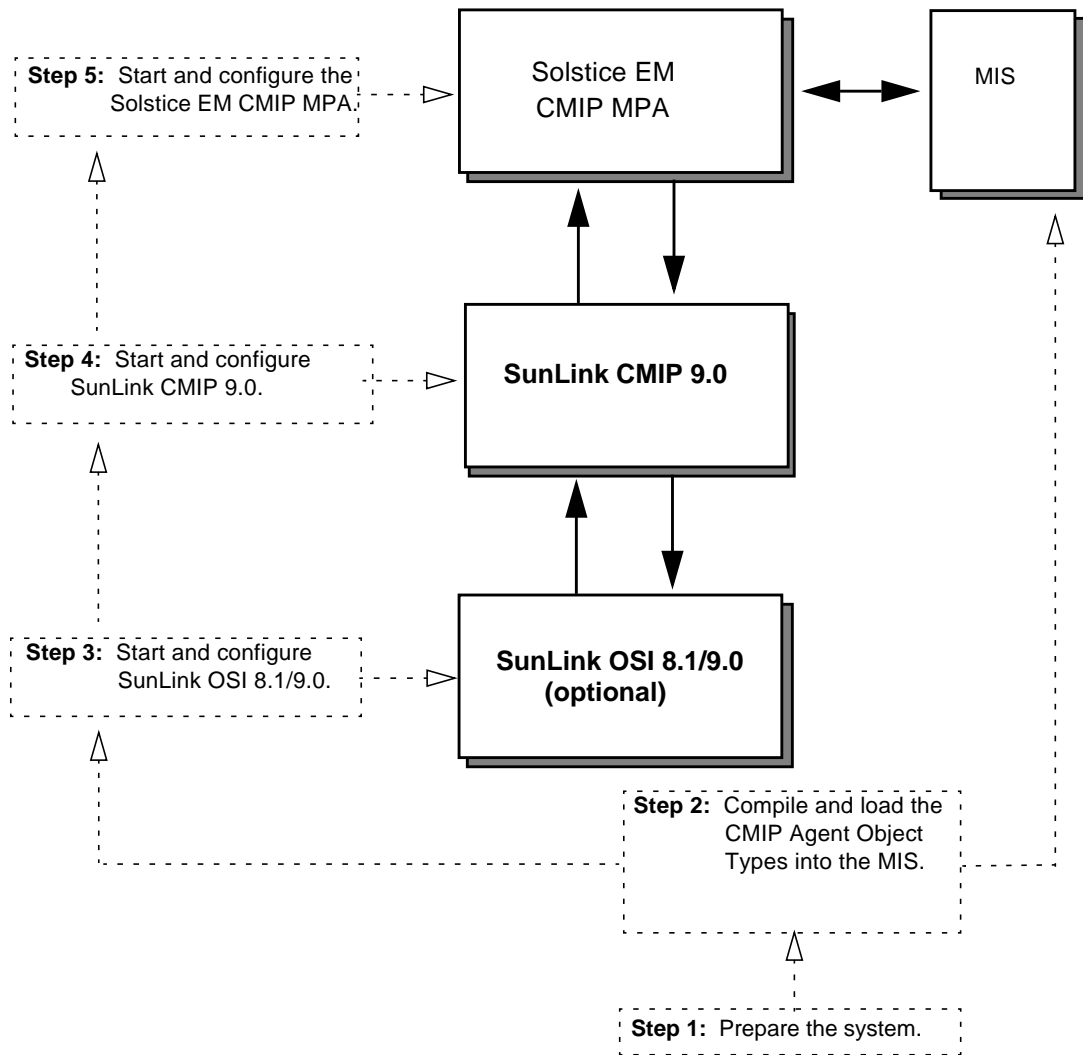 Solstice EM
CMIP MPA
MIS
Step 5: Start and configure the
Solstice EM CMIP MPA.
Step 4: Start and configure
SunLink CMIP 9.0.
SunLink CMIP 9.0
Step 3: Start and configure
SunLink OSI 8.1/9.0.
SunLink OSI 8.1/9.0
(optional)
Step 2: Compile and load the
CMIP Agent Object
Types into the MIS.
Step 1: Prepare the system.